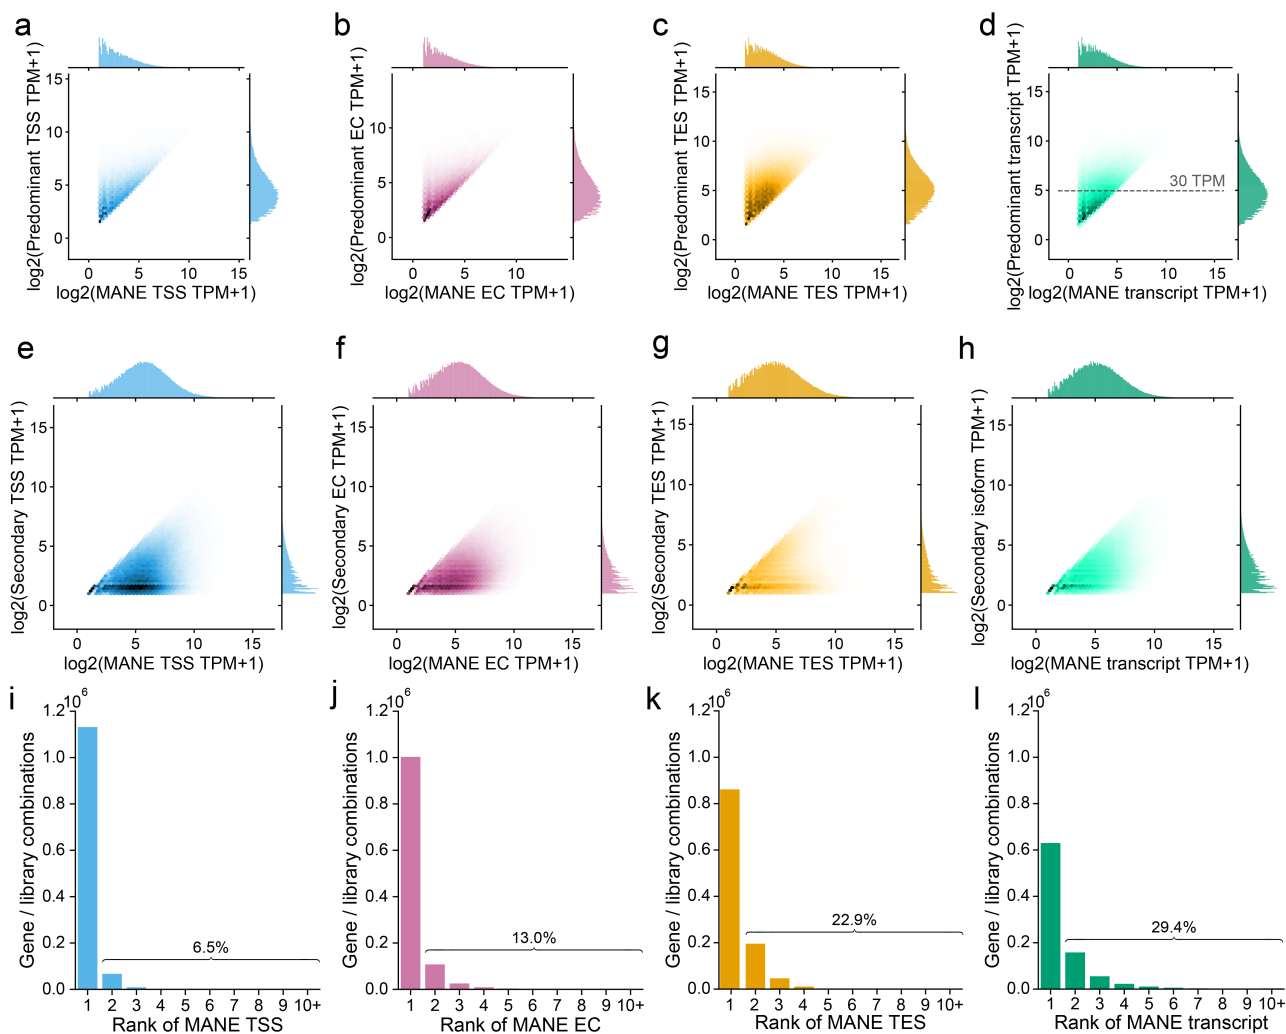 a
log2(Predominant TSS TPM+1)
15
10
5
0
0 5 10 15
log2(MANE TSS TPM+1)
b
log2(Predominant EC TPM+1)
10
5
0
0 5 10
log2(MANE EC TPM+1)
c
log2(Predominant TES TPM+1)
15
10
5
0
0 5 10 15
log2(MANE TES TPM+1)
d
log2(Predominant transcript TPM+1)
15
10
5
0
30 TPM
0 5 10 15
log2(MANE transcript TPM+1)
e
log2(Secondary TSS TPM+1)
15
10
5
0
0 5 10 15
log2(MANE TSS TPM+1)
f
log2(Secondary EC TPM+1)
15
10
5
0
0 5 10 15
log2(MANE EC TPM+1)
g
log2(Secondary TES TPM+1)
15
10
5
0
0 5 10 15
log2(MANE TES TPM+1)
h
log2(Secondary isoform TPM+1)
15
10
5
0
0 5 10 15
log2(MANE transcript TPM+1)
i
Gene / library combinations
1.2 10⁶
1.0
0.8
0.6
0.4
0.2
0.0
6.5%
1 2 3 4 5 6 7 8 9 10+
Rank of MANE TSS
j
Gene / library combinations
1.2 10⁶
1.0
0.8
0.6
0.4
0.2
0.0
13.0%
1 2 3 4 5 6 7 8 9 10+
Rank of MANE EC
k
Gene / library combinations
1.2 10⁶
1.0
0.8
0.6
0.4
0.2
0.0
22.9%
1 2 3 4 5 6 7 8 9 10+
Rank of MANE TES
l
Gene / library combinations
1.2 10⁶
1.0
0.8
0.6
0.4
0.2
0.0
29.4%
1 2 3 4 5 6 7 8 9 10+
Rank of MANE transcript